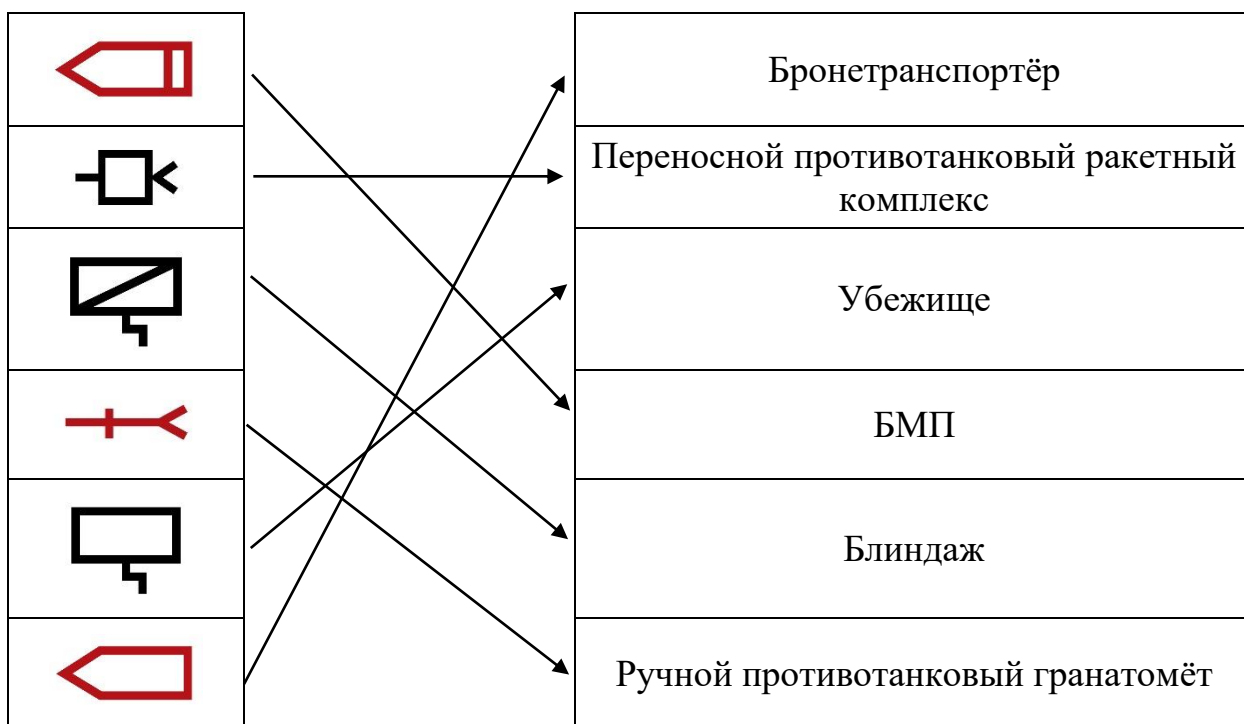 Бронетранспортёр
Переносной противотанковый ракетный
комплекс
Убежище
БМП
Блиндаж
Ручной противотанковый гранатомёт